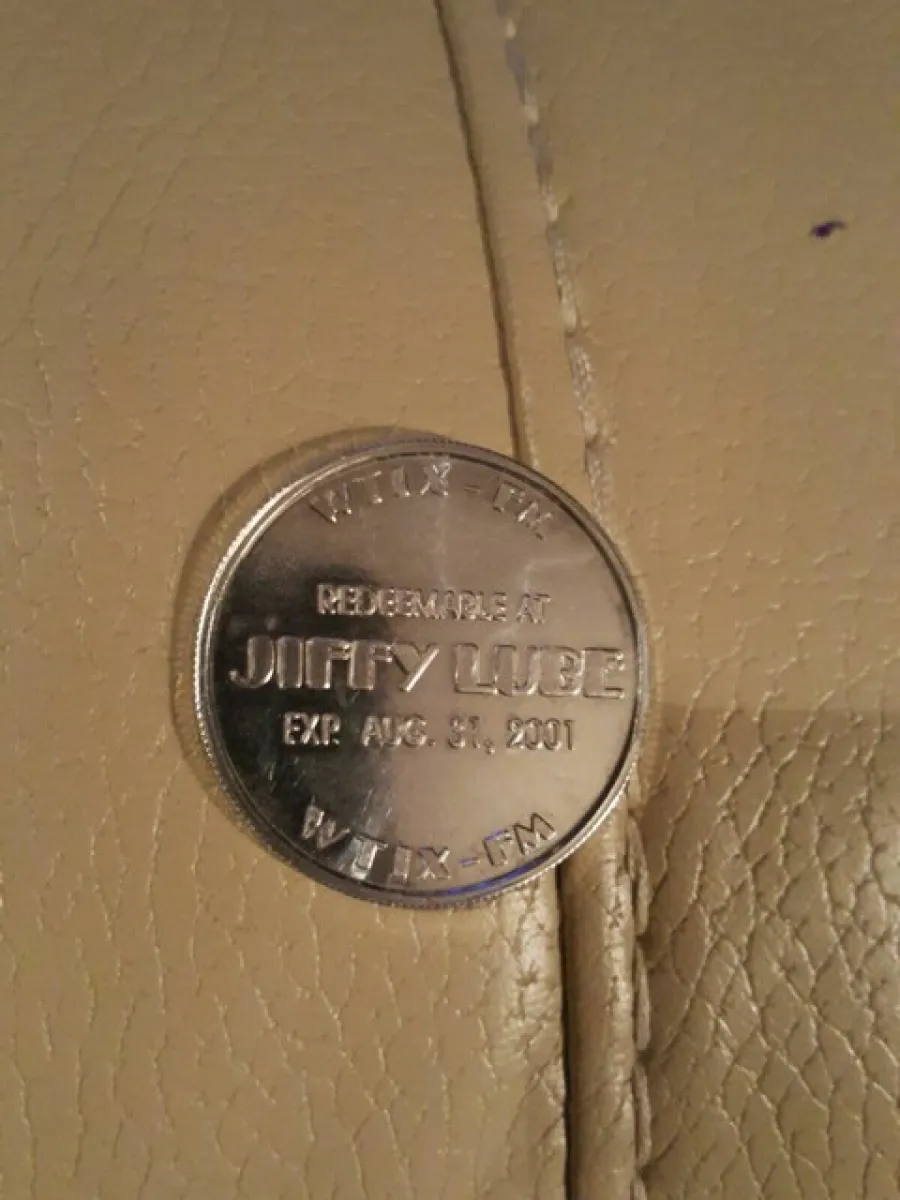 WTIX-FM
REDEEMABLE AT
JIFFY LUBE
EXP. AUG. 31, 2001
WTIX-FM